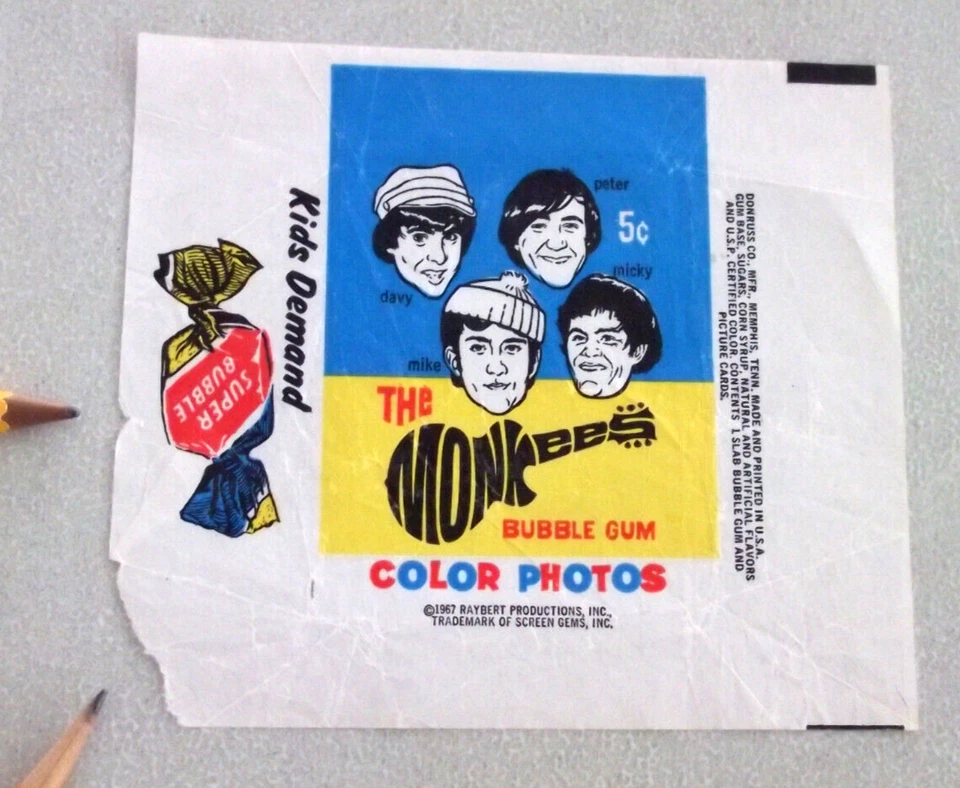 Kids Demand
SUPER
BUBBLE
peter
5¢
davy
micky
mike
THe
MONKees
BUBBLE GUM
COLOR PHOTOS
©1967 RAYBERT PRODUCTIONS, INC.,
TRADEMARK OF SCREEN GEMS, INC.
DONRUSS CO., MFR., MEMPHIS, TENN. MADE AND PRINTED IN U.S.A.
GUM BASE, SUGARS, CORN SYRUP, NATURAL AND ARTIFICIAL FLAVORS
AND U.S.P. CERTIFIED COLOR. CONTENTS 1 SLAB BUBBLE GUM AND
PICTURE CARDS.